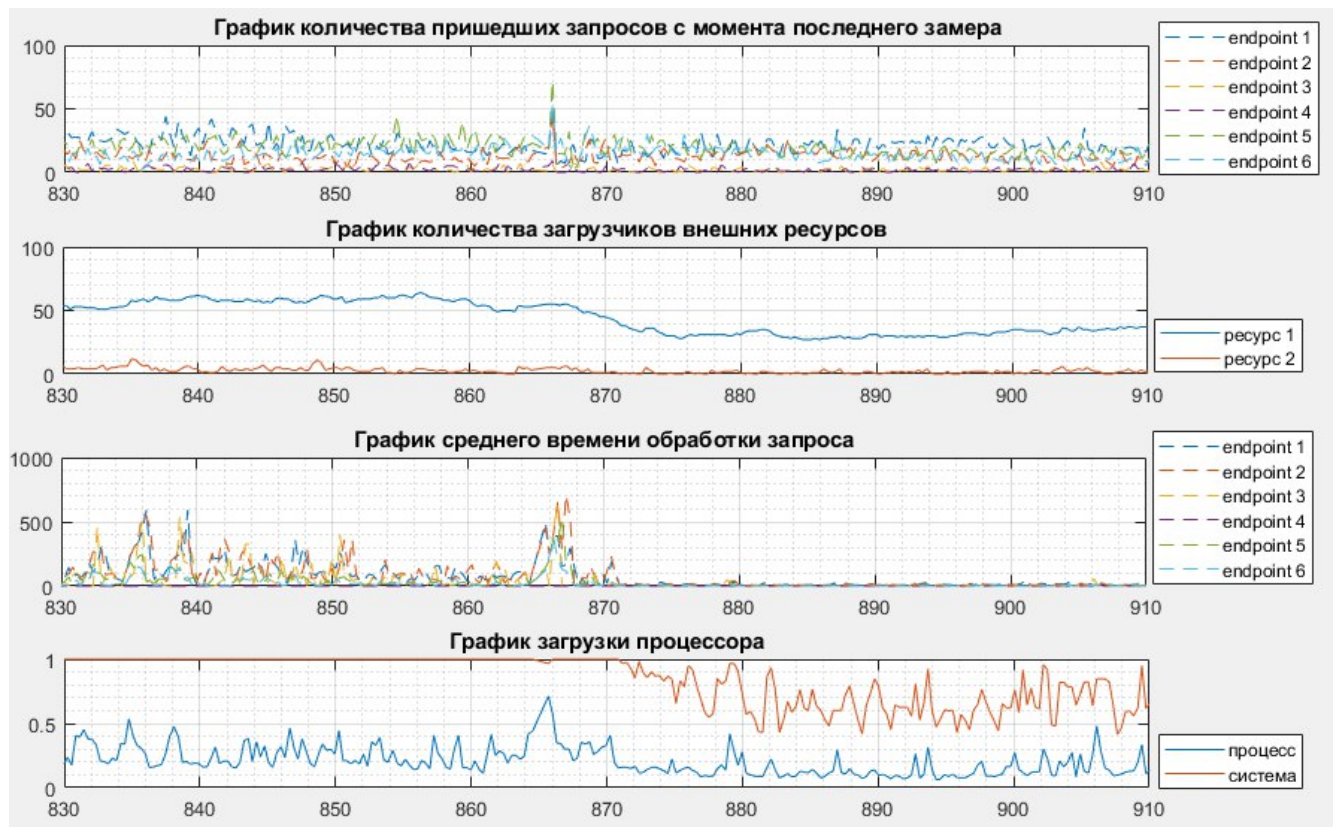 График количества пришедших запросов с момента последнего замера
100
50
0
830 840 850 860 870 880 890 900 910
endpoint 1
endpoint 2
endpoint 3
endpoint 4
endpoint 5
endpoint 6
График количества загрузчиков внешних ресурсов
100
50
0
830 840 850 860 870 880 890 900 910
ресурс 1
ресурс 2
График среднего времени обработки запроса
1000
500
0
830 840 850 860 870 880 890 900 910
endpoint 1
endpoint 2
endpoint 3
endpoint 4
endpoint 5
endpoint 6
График загрузки процессора
1
0.5
0
830 840 850 860 870 880 890 900 910
процесс
система